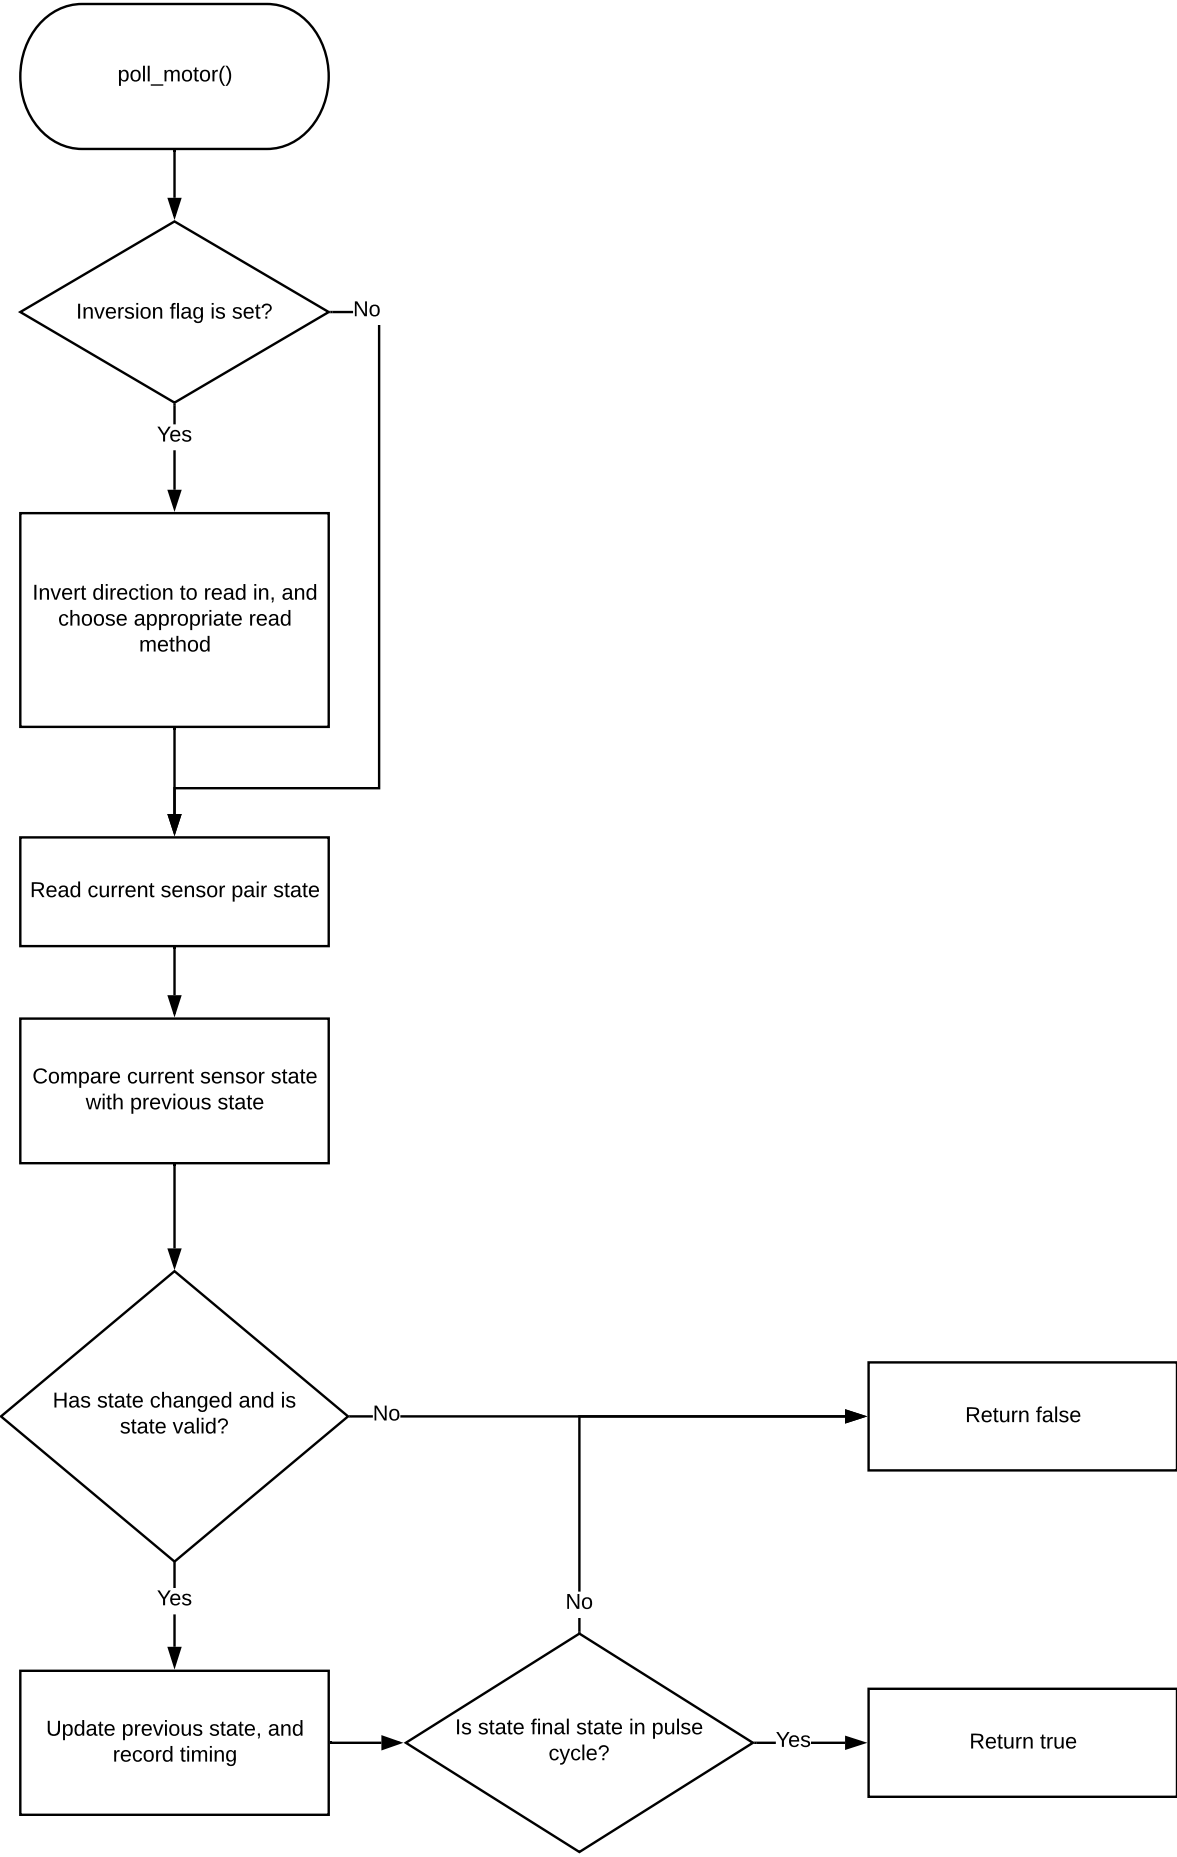 poll_motor()
Inversion flag is set?
No
Yes
Invert direction to read in, and
choose appropriate read
method
Read current sensor pair state
Compare current sensor state
with previous state
Has state changed and is
state valid?
No
Return false
Yes
No
Update previous state, and
record timing
Is state final state in pulse
cycle?
Yes
Return true